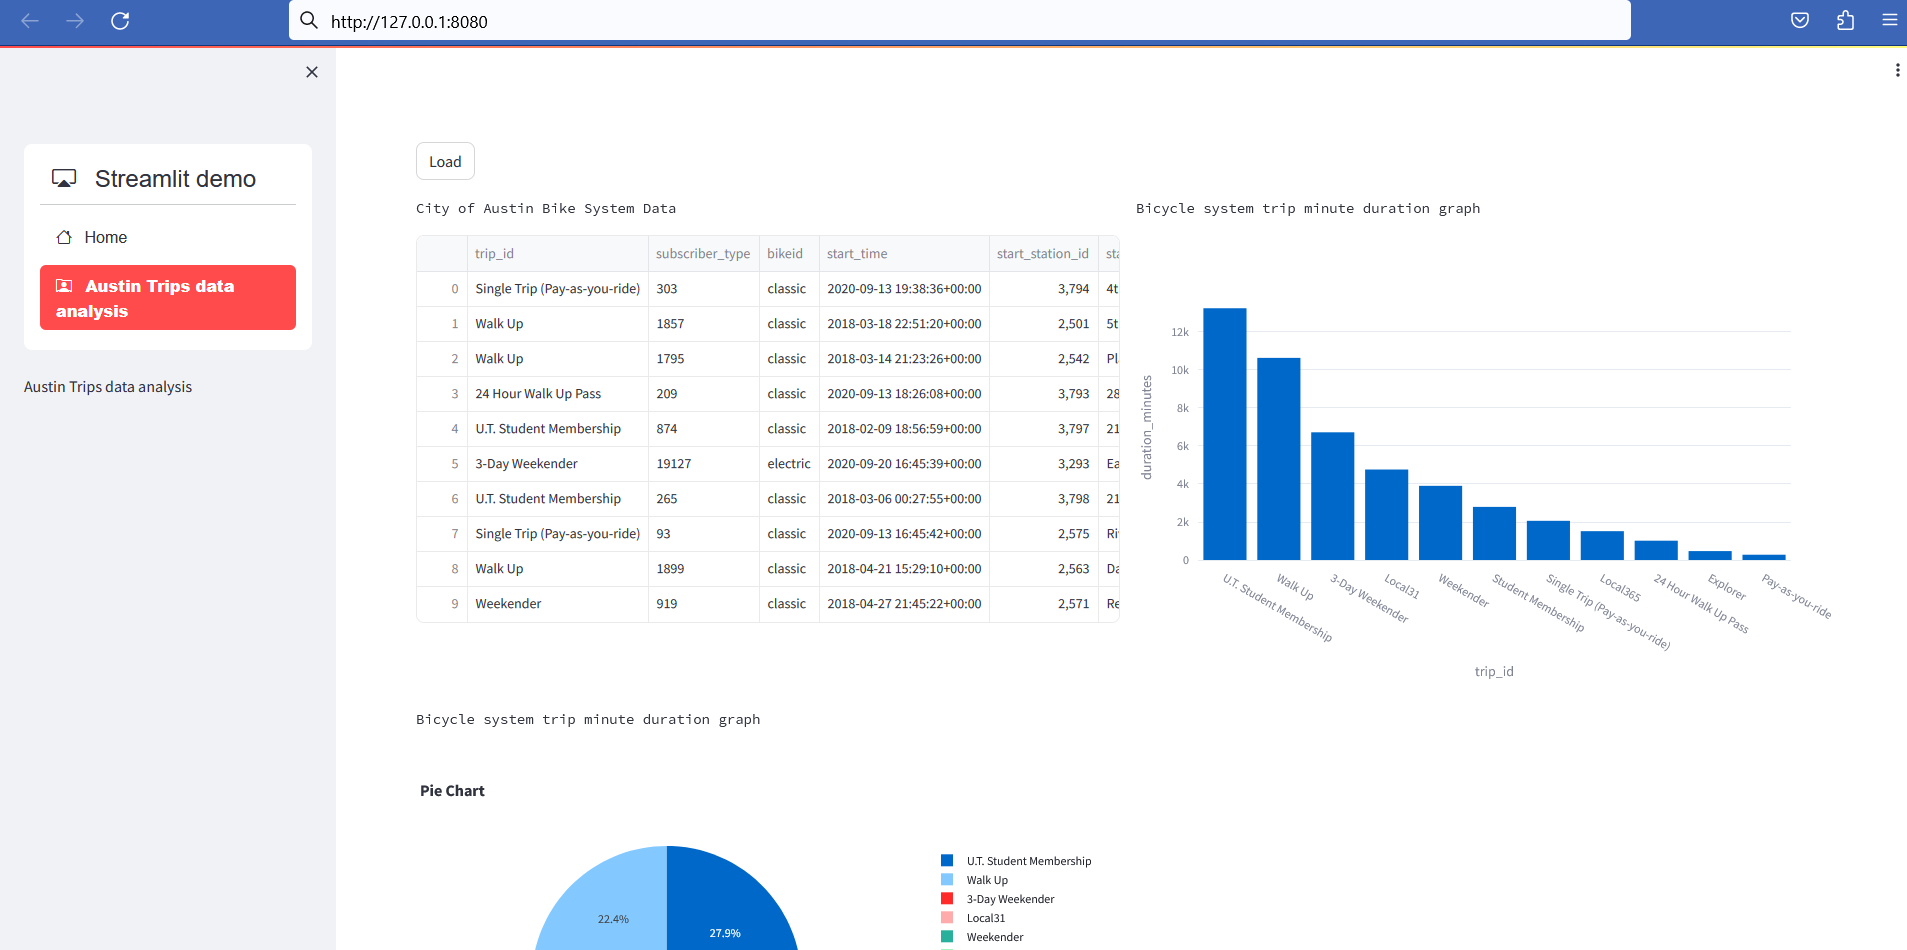 http://127.0.0.1:8080
Streamlit demo
Home
Austin Trips data
analysis
Austin Trips data analysis
Load
City of Austin Bike System Data
trip_id subscriber_type bikeid start_time start_station_id sta
0 Single Trip (Pay-as-you-ride) 303 classic 2020-09-13 19:38:36+00:00 3,794 4t
1 Walk Up 1857 classic 2018-03-18 22:51:20+00:00 2,501 5t
2 Walk Up 1795 classic 2018-03-14 21:23:26+00:00 2,542 Pl
3 24 Hour Walk Up Pass 209 classic 2020-09-13 18:26:08+00:00 3,793 28
4 U.T. Student Membership 874 classic 2018-02-09 18:56:59+00:00 3,797 21
5 3-Day Weekender 19127 electric 2020-09-20 16:45:39+00:00 3,293 Ea
6 U.T. Student Membership 265 classic 2018-03-06 00:27:55+00:00 3,798 21
7 Single Trip (Pay-as-you-ride) 93 classic 2020-09-13 16:45:42+00:00 2,575 Ri
8 Walk Up 1899 classic 2018-04-21 15:29:10+00:00 2,563 Da
9 Weekender 919 classic 2018-04-27 21:45:22+00:00 2,571 Re
Bicycle system trip minute duration graph
duration_minutes
12k
10k
8k
6k
4k
2k
0
U.T. Student Membership
Walk Up
3-Day Weekender
Local31
Weekender
Student Membership
Single Trip (Pay-as-you-ride)
Local365
24 Hour Walk Up Pass
Explorer
Pay-as-you-ride
trip_id
Bicycle system trip minute duration graph
Pie Chart
22.4%
27.9%
U.T. Student Membership
Walk Up
3-Day Weekender
Local31
Weekender